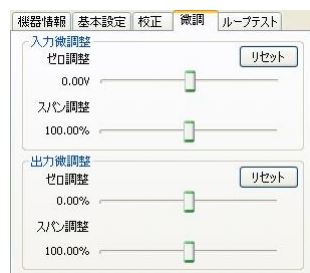 機器情報 基本設定 校正 微調 ループテスト
入力微調整
ゼロ調整 リセット
0.00V
スパン調整
100.00%
出力微調整
ゼロ調整 リセット
0.00%
スパン調整
100.00%